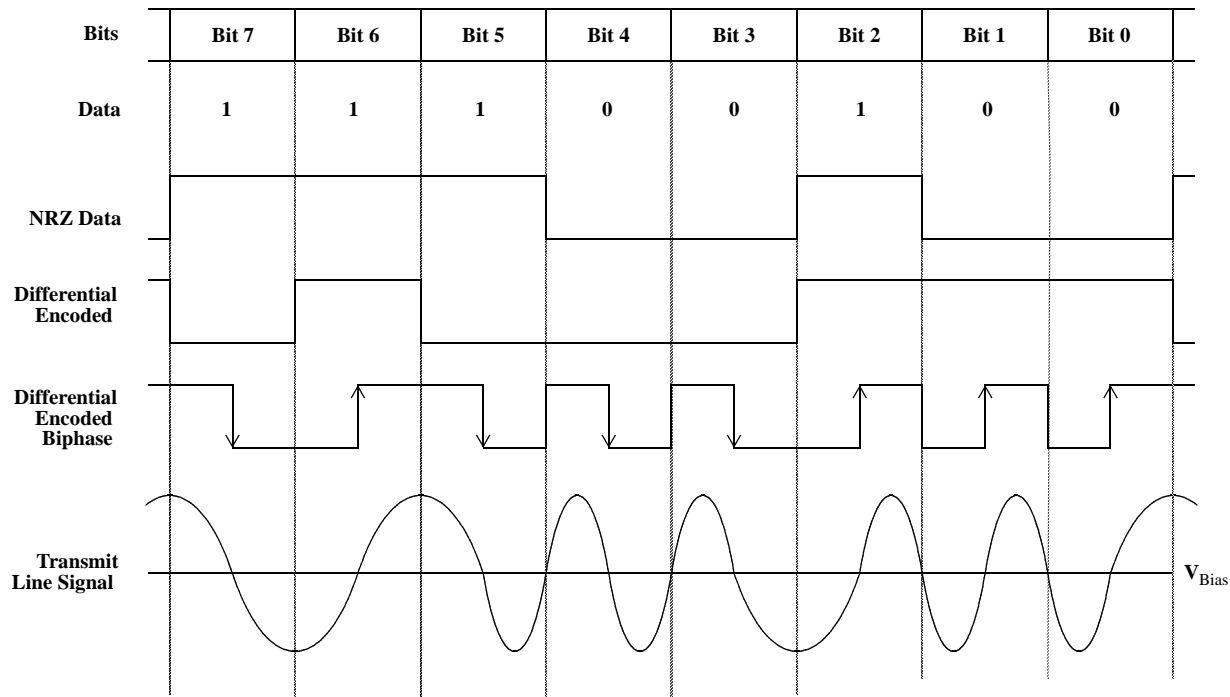 Bits Bit 7 Bit 6 Bit 5 Bit 4 Bit 3 Bit 2 Bit 1 Bit 0
Data 1 1 1 0 0 1 0 0
NRZ Data
Differential
Encoded
Differential
Encoded
Biphase
Transmit
Line Signal
VBias